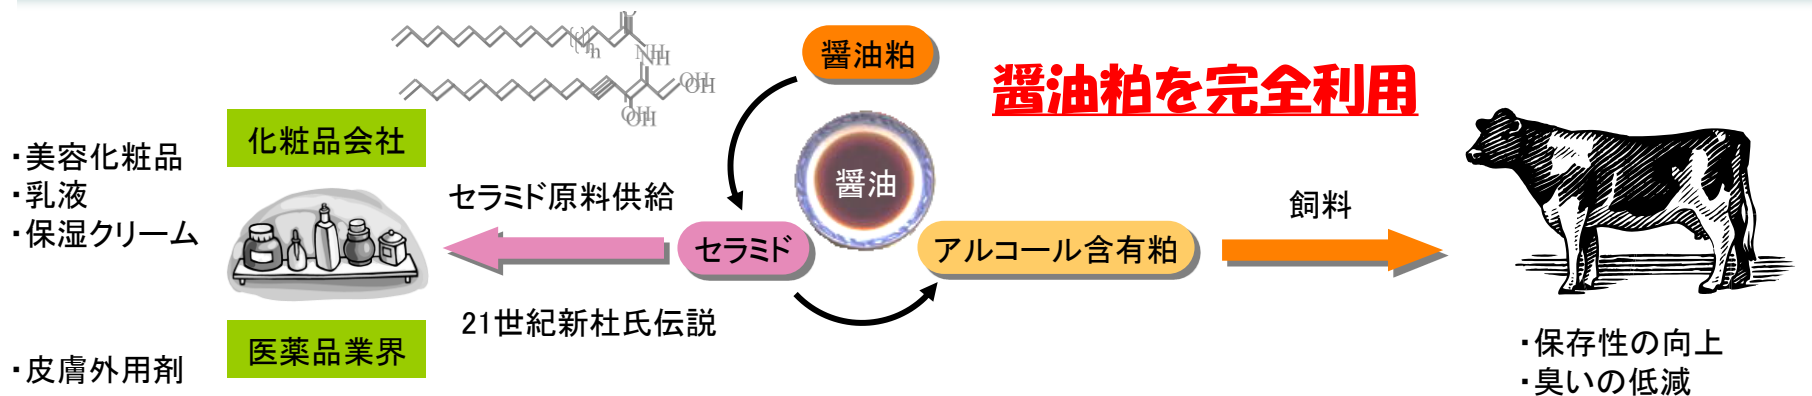 醤油粕
醤油粕を完全利用
NH
OH
OH
n
化粧品会社
・美容化粧品
・乳液
・保湿クリーム
セラミド原料供給
醤油
飼料
セラミド
アルコール含有粕
21世紀新杜氏伝説
医薬品業界
・皮膚外用剤
・保存性の向上
・臭いの低減